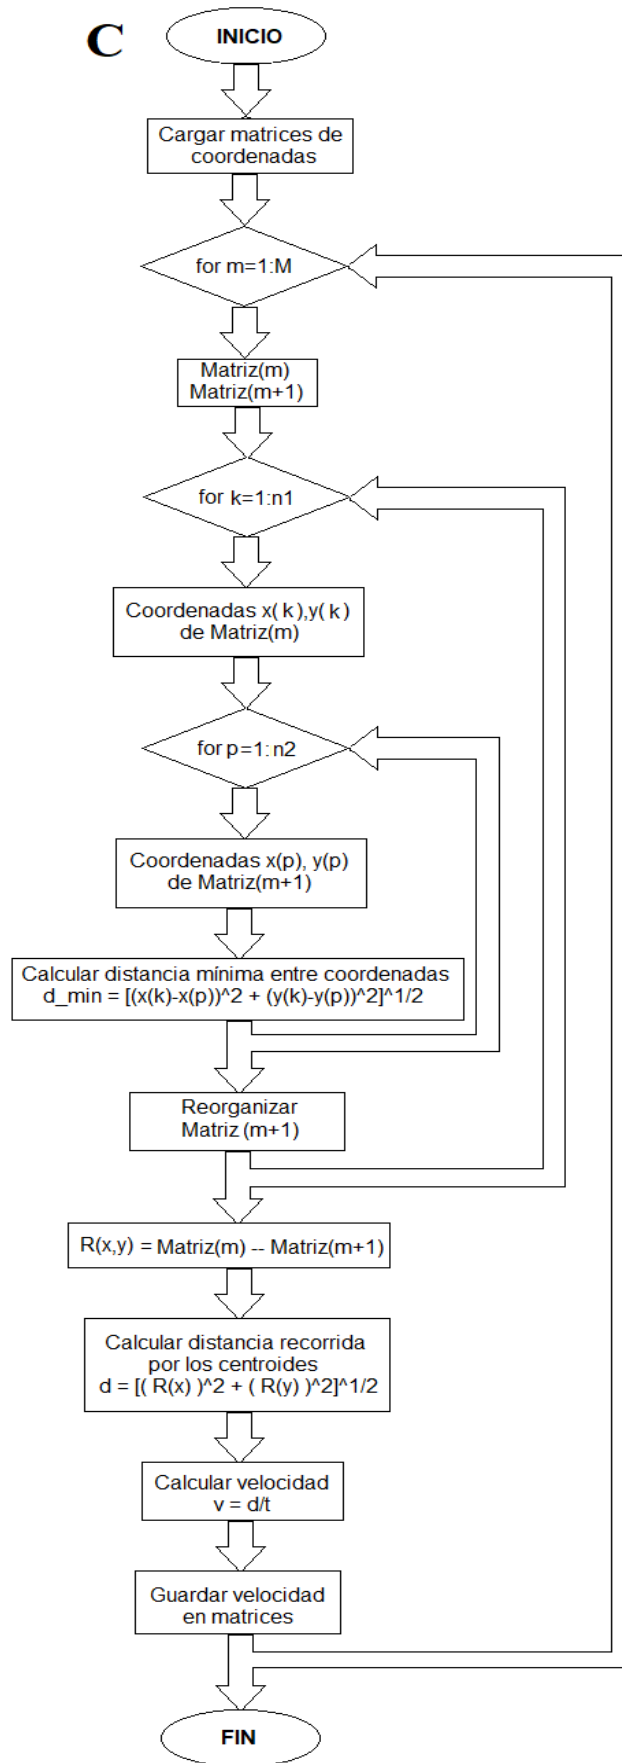 C
INICIO
Cargar matrices de
coordenadas
for m=1:M
Matriz(m)
Matriz(m+1)
for k=1:n1
Coordenadas x(k),y(k)
de Matriz(m)
for p=1:n2
Coordenadas x(p), y(p)
de Matriz(m+1)
Calcular distancia mínima entre coordenadas
d_min = [(x(k)-x(p))^2 + (y(k)-y(p))^2]^1/2
Reorganizar
Matriz (m+1)
R(x,y) = Matriz(m) -- Matriz(m+1)
Calcular distancia recorrida
por los centroides
d = [( R(x) )^2 + ( R(y) )^2]^1/2
Calcular velocidad
v = d/t
Guardar velocidad
en matrices
FIN